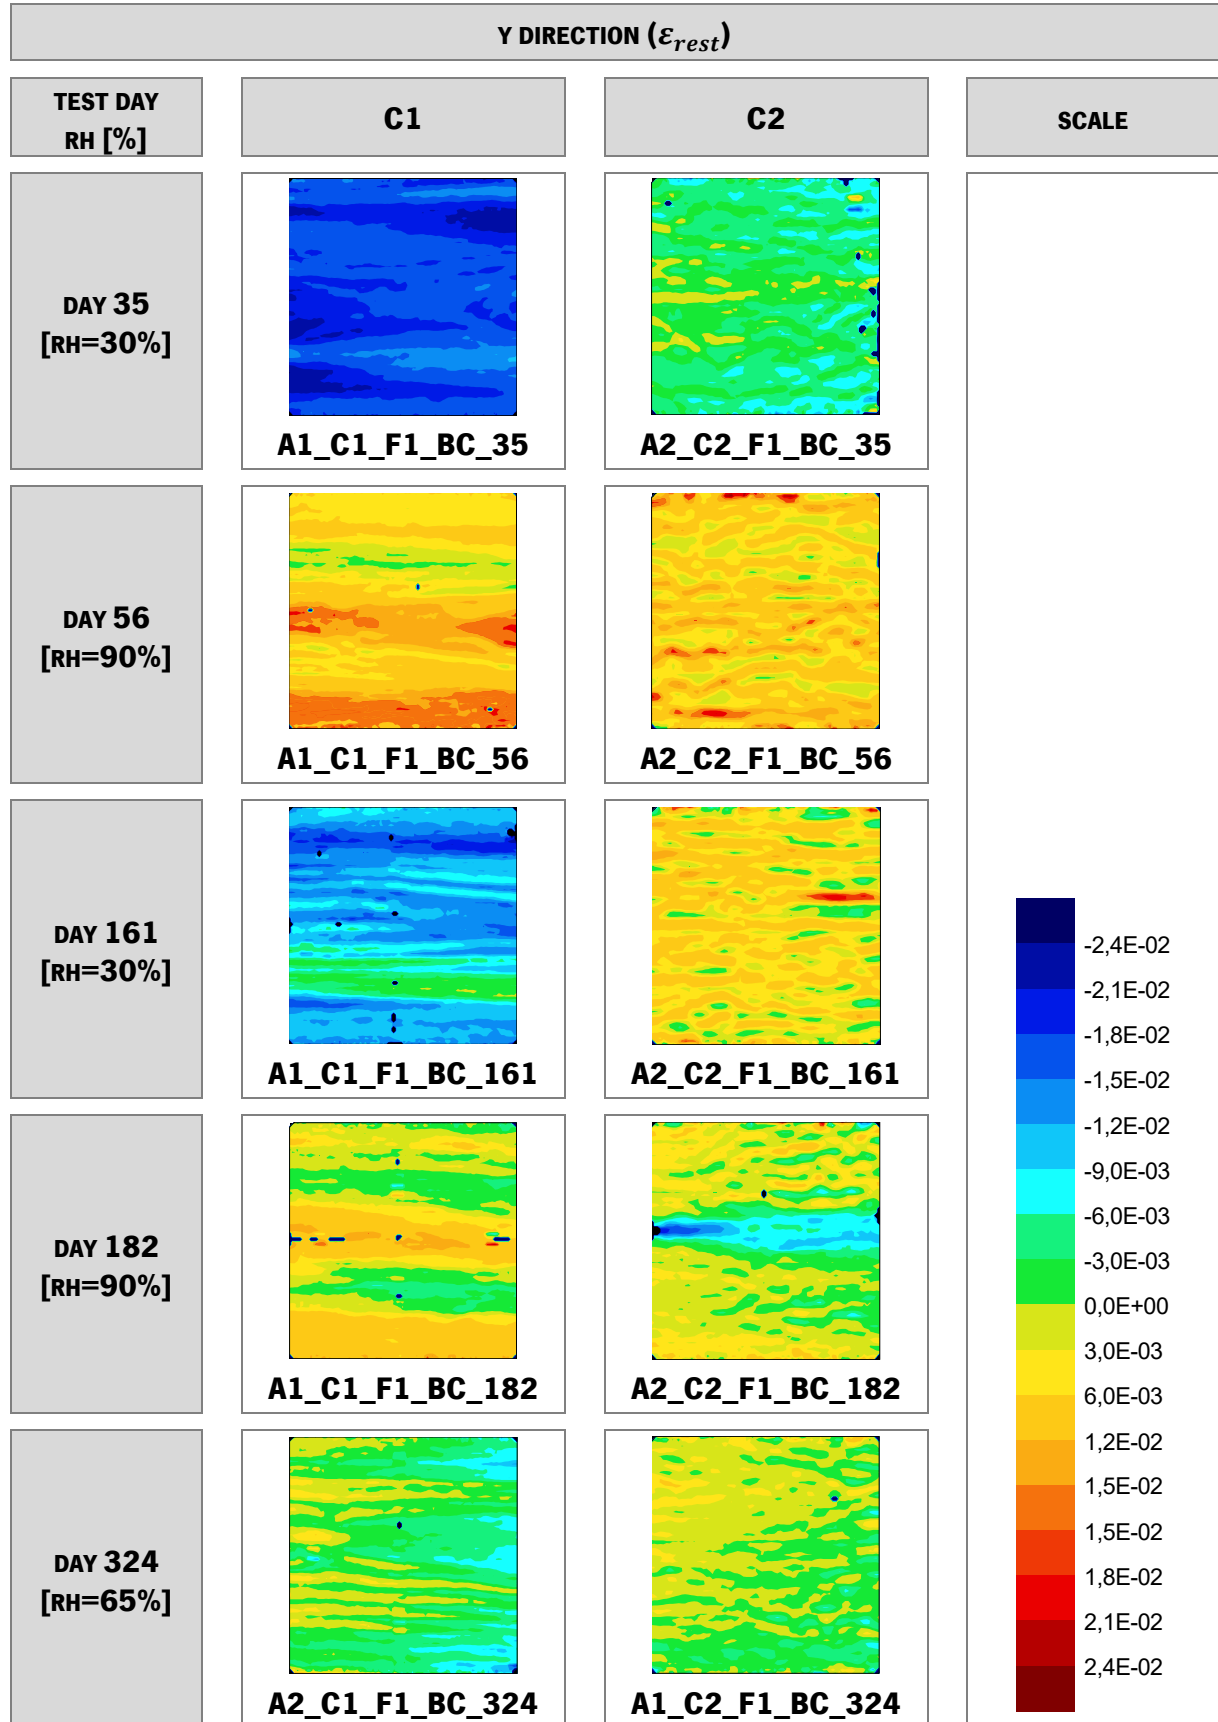 Y DIRECTION (εrest)
TEST DAY
RH [%]
C1
C2
SCALE
DAY 35
[RH=30%]
A1_C1_F1_BC_35
A2_C2_F1_BC_35
DAY 56
[RH=90%]
A1_C1_F1_BC_56
A2_C2_F1_BC_56
DAY 161
[RH=30%]
A1_C1_F1_BC_161
A2_C2_F1_BC_161
DAY 182
[RH=90%]
A1_C1_F1_BC_182
A2_C2_F1_BC_182
DAY 324
[RH=65%]
A2_C1_F1_BC_324
A1_C2_F1_BC_324
-2,4E-02
-2,1E-02
-1,8E-02
-1,5E-02
-1,2E-02
-9,0E-03
-6,0E-03
-3,0E-03
0,0E+00
3,0E-03
6,0E-03
1,2E-02
1,5E-02
1,5E-02
1,8E-02
2,1E-02
2,4E-02